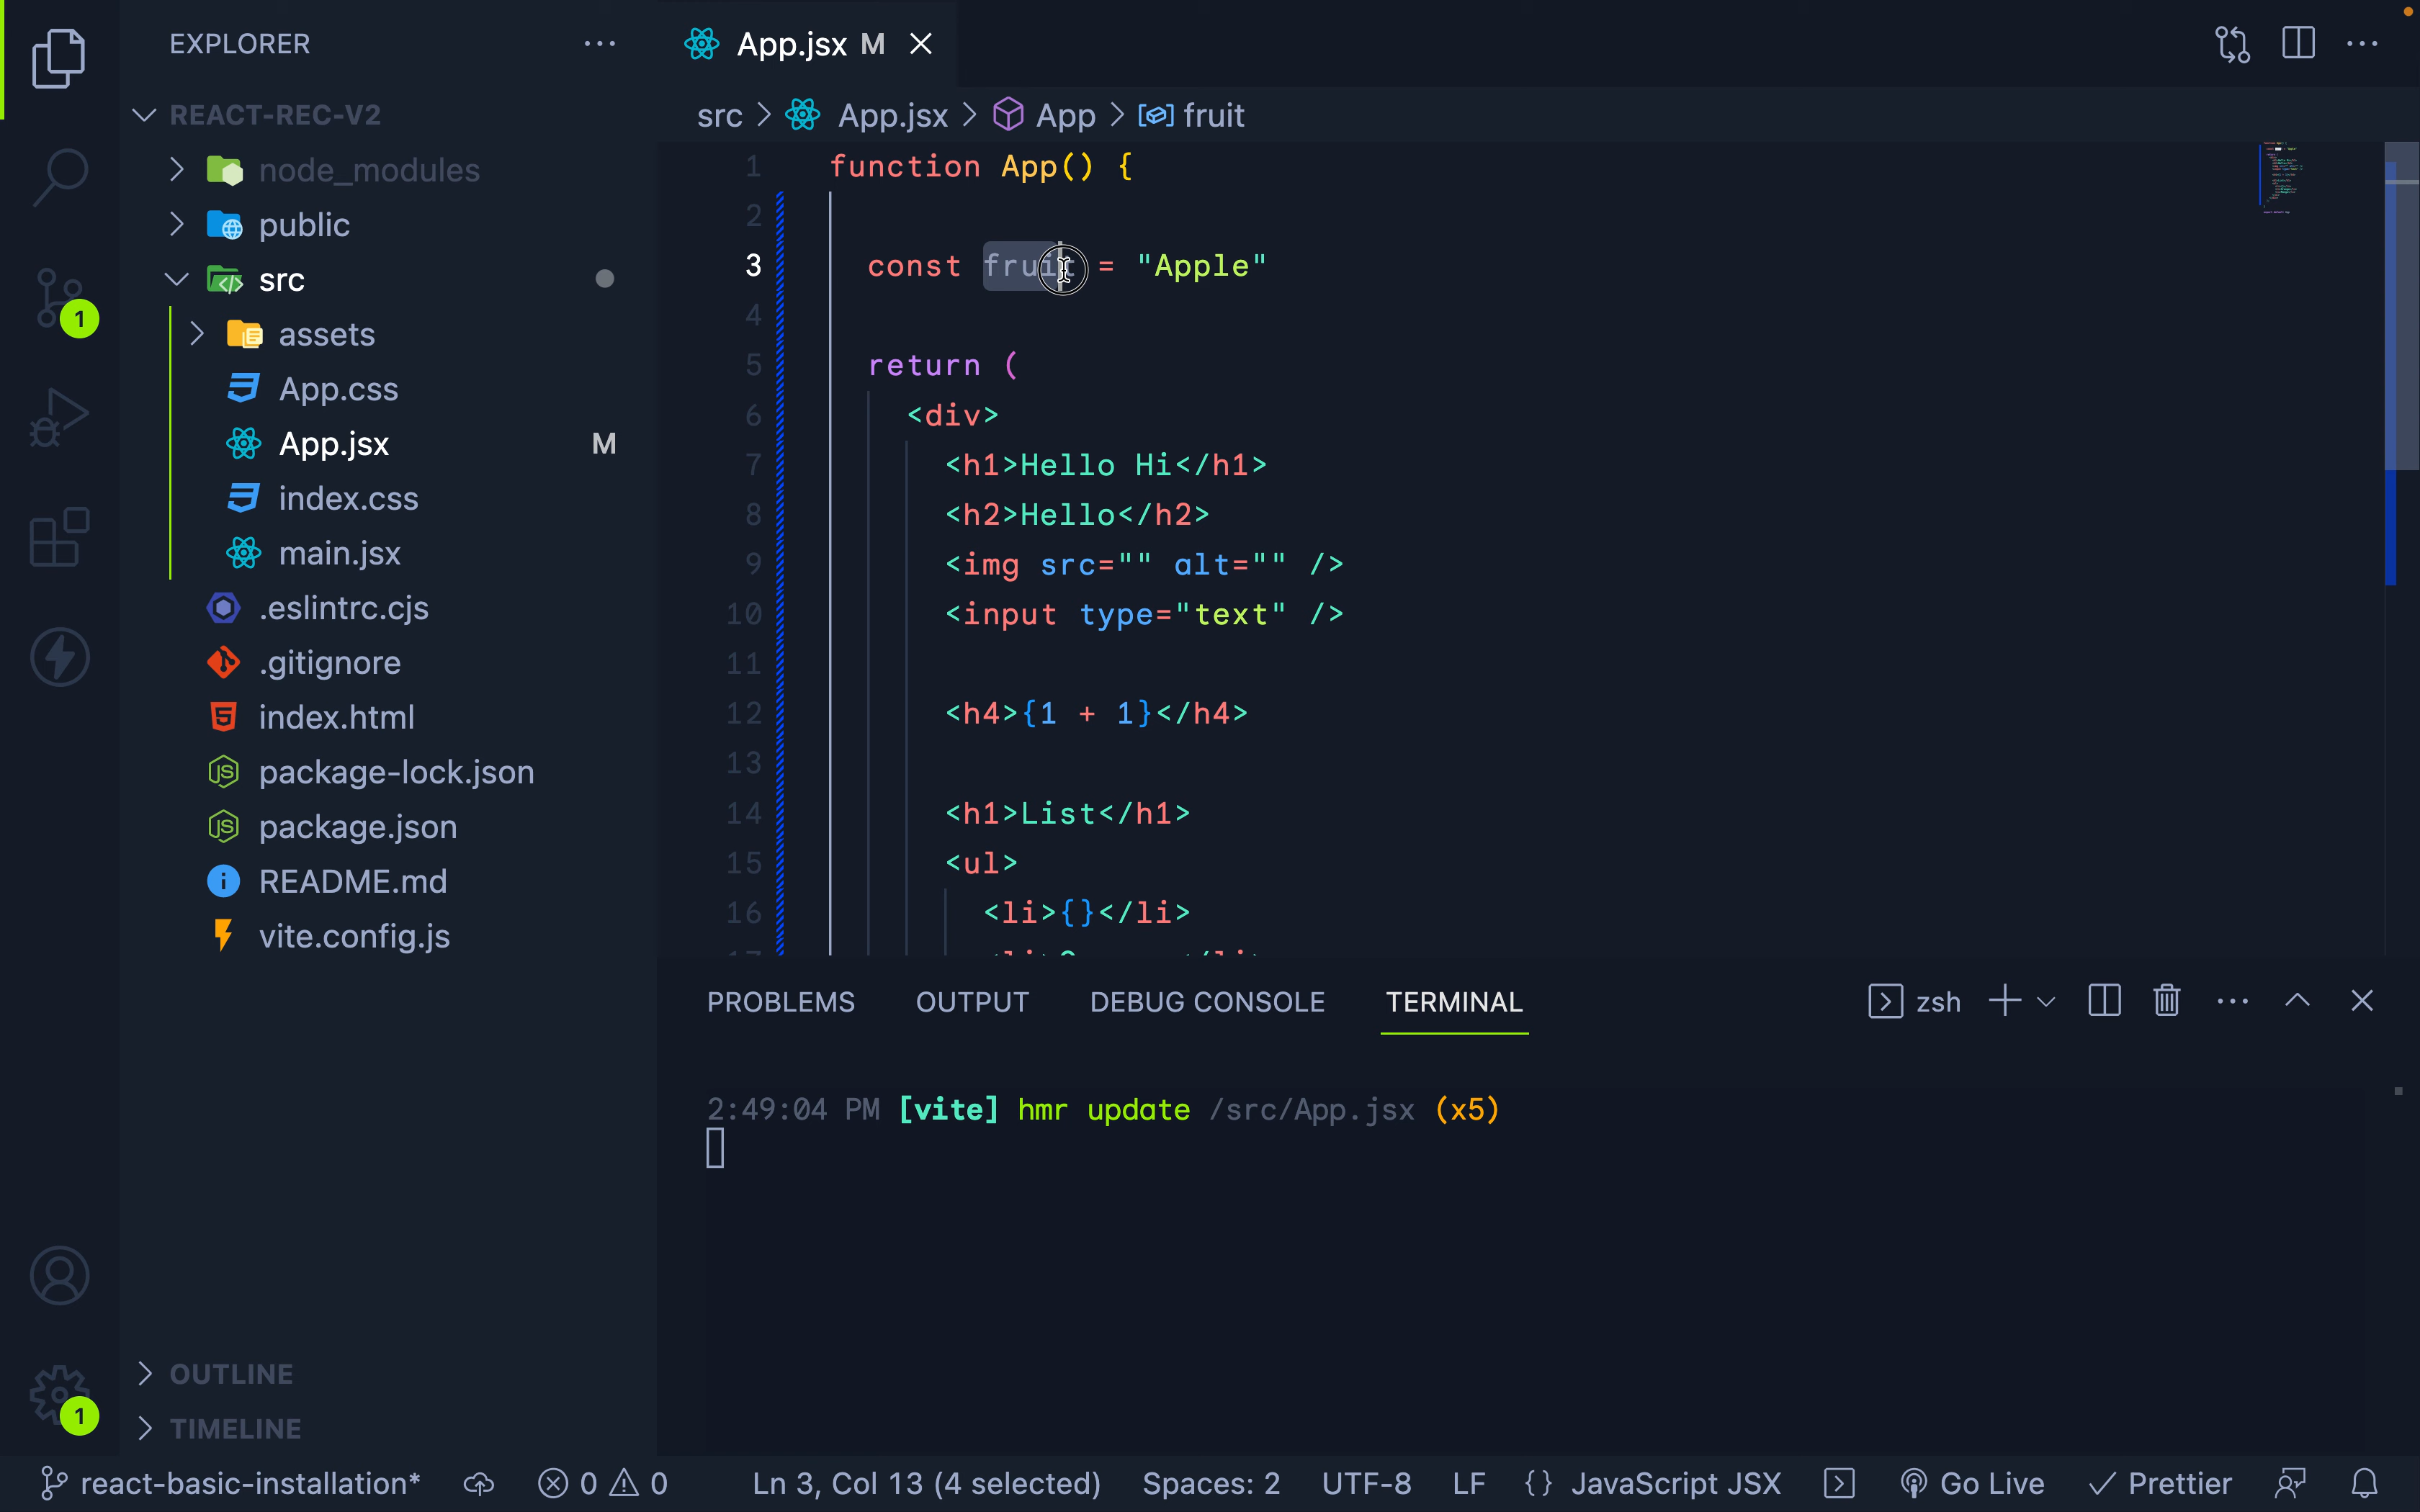 EXPLORER
REACT-REC-V2
node_modules
public
src
assets
App.css
App.jsx M
index.css
main.jsx
.eslintrc.cjs
.gitignore
index.html
package-lock.json
package.json
README.md
vite.config.js
OUTLINE
TIMELINE
1
1
App.jsx M
src > App.jsx > App > fruit
1 function App() {
2
3 const fruit = "Apple"
4
5 return (
6 <div>
7 <h1>Hello Hi</h1>
8 <h2>Hello</h2>
9 <img src="" alt="" />
10 <input type="text" />
11
12 <h4>{1 + 1}</h4>
13
14 <h1>List</h1>
15 <ul>
16 <li>{}</li>
PROBLEMS OUTPUT DEBUG CONSOLE TERMINAL zsh
2:49:04 PM [vite] hmr update /src/App.jsx (x5)
react-basic-installation* 0 0 Ln 3, Col 13 (4 selected) Spaces: 2 UTF-8 LF {} JavaScript JSX Go Live Prettier